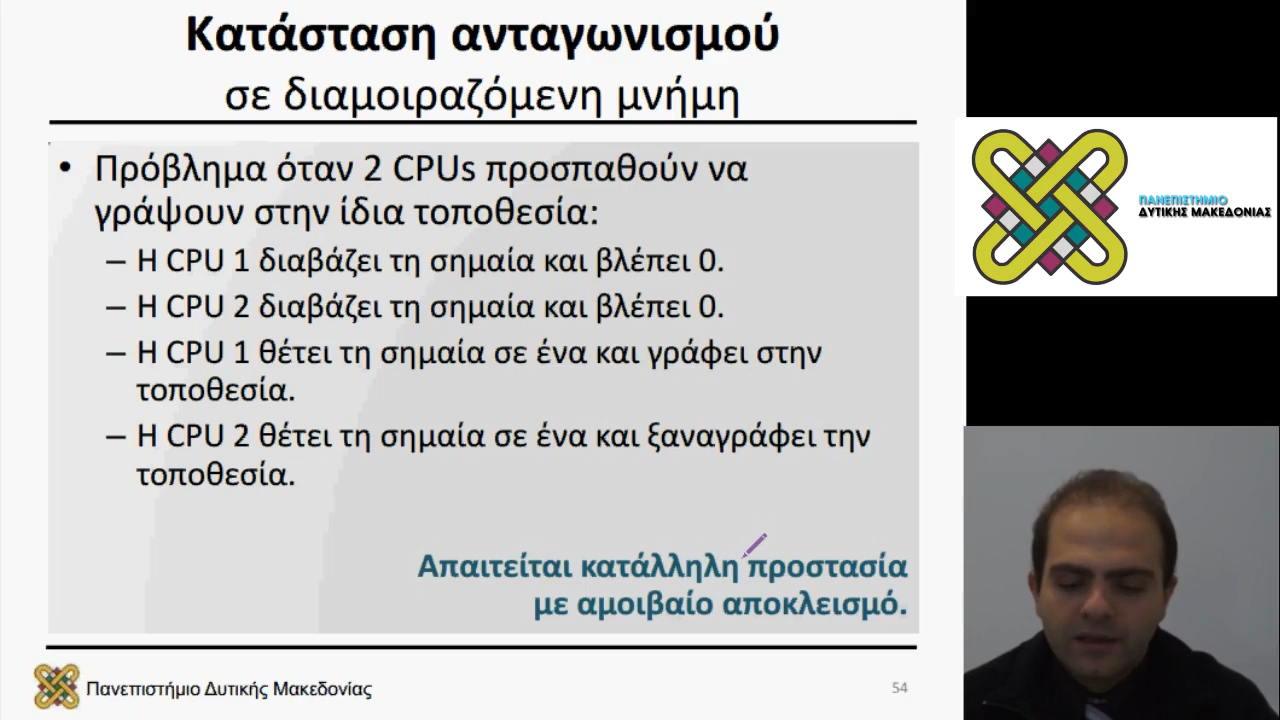 Κατάσταση ανταγωνισμού
σε διαμοιραζόμενη μνήμη
• Πρόβλημα όταν 2 CPUs προσπαθούν να
γράψουν στην ίδια τοποθεσία:
– Η CPU 1 διαβάζει τη σημαία και βλέπει 0.
– Η CPU 2 διαβάζει τη σημαία και βλέπει 0.
– Η CPU 1 θέτει τη σημαία σε ένα και γράφει στην
τοποθεσία.
– Η CPU 2 θέτει τη σημαία σε ένα και ξαναγράφει την
τοποθεσία.
Απαιτείται κατάλληλη προστασία
με αμοιβαίο αποκλεισμό.
Πανεπιστήμιο Δυτικής Μακεδονίας
54
ΠΑΝΕΠΙΣΤΗΜΙΟ
ΔΥΤΙΚΗΣ ΜΑΚΕΔΟΝΙΑΣ